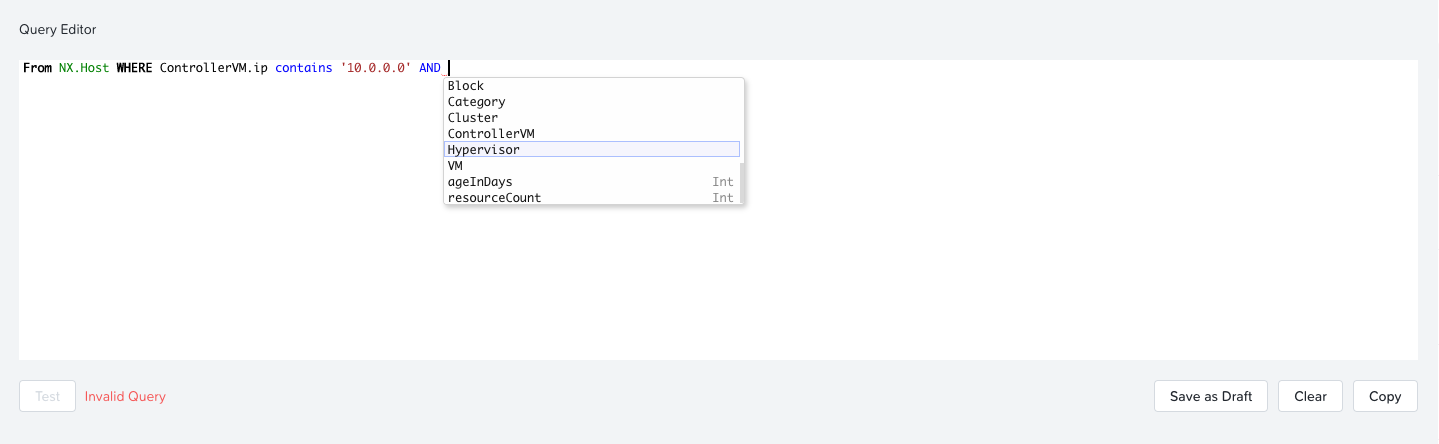 Query Editor
From NX.Host WHERE ControllerVM.ip contains '10.0.0.0' AND
Block
Category
Cluster
ControllerVM
Hypervisor
VM
ageInDays Int
resourceCount Int
Test Invalid Query Save as Draft Clear Copy